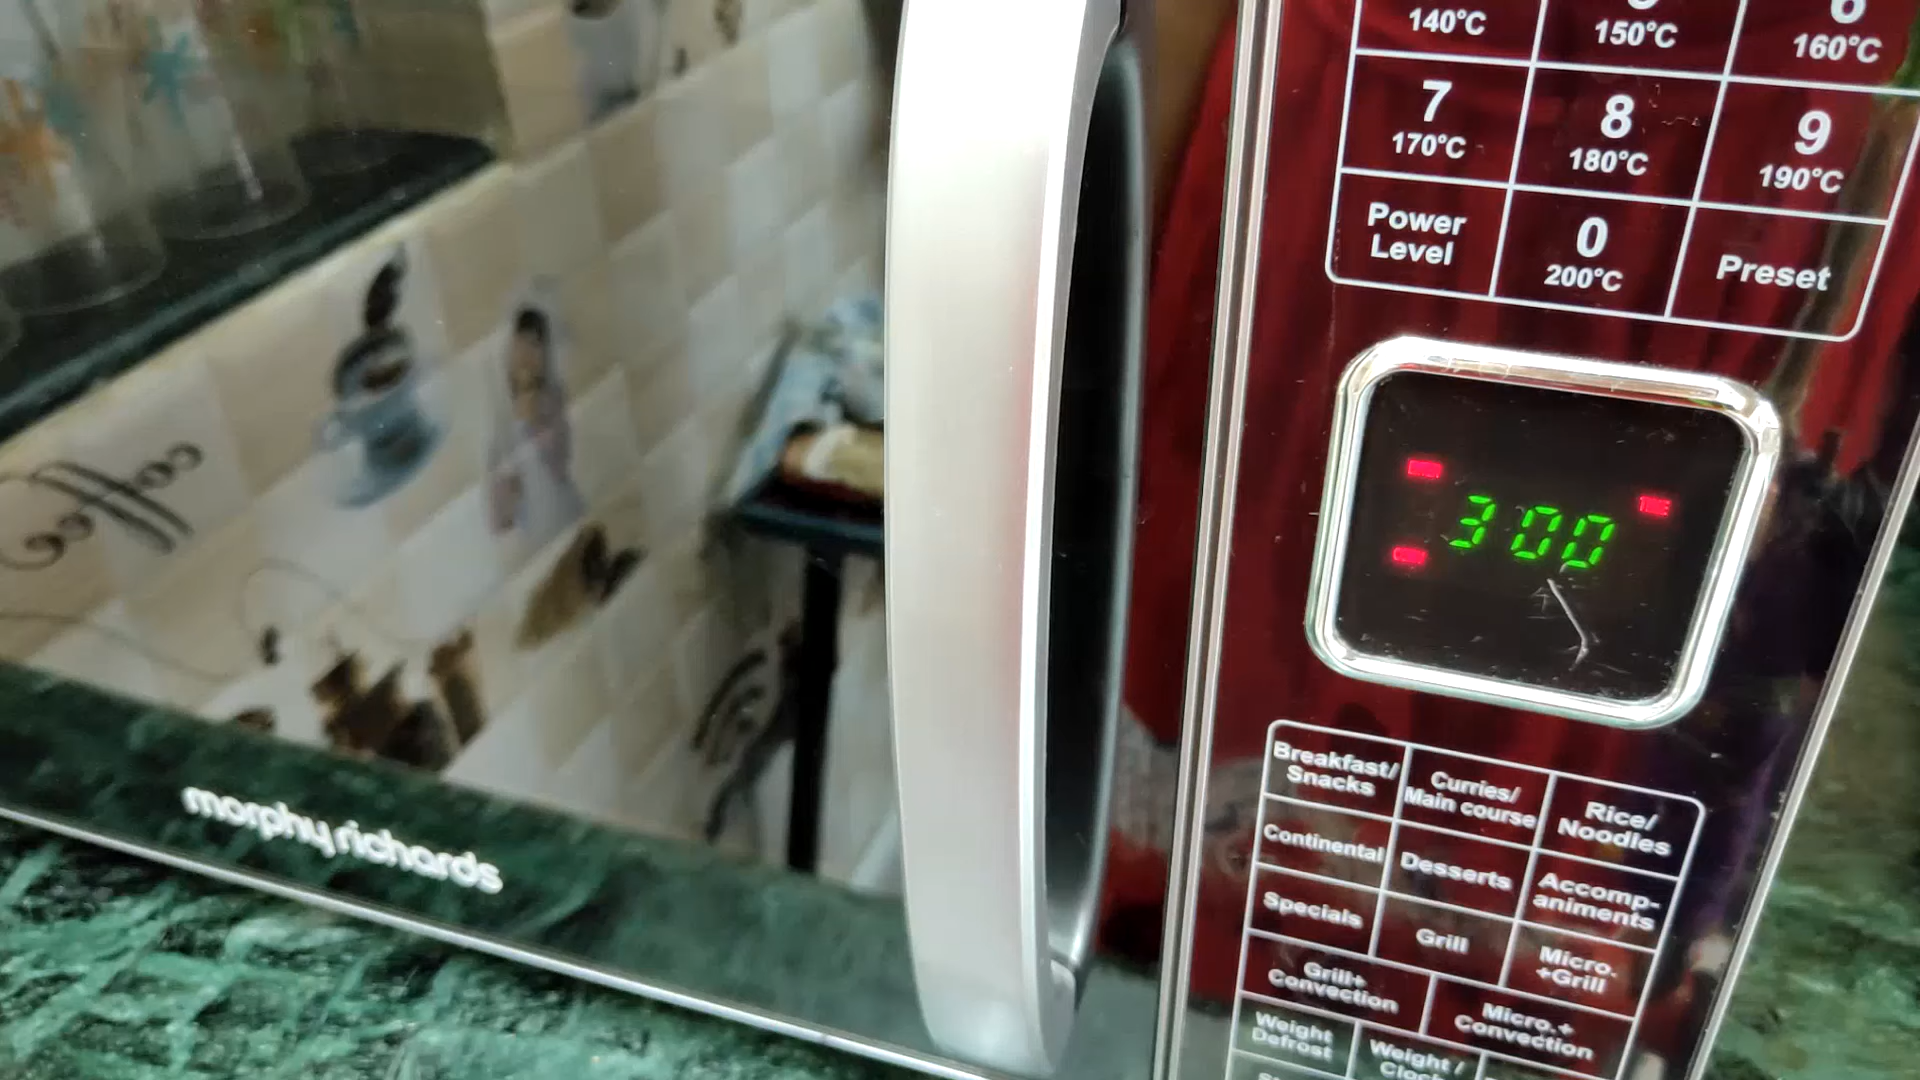 140°C
150°C
6
160°C
7
170°C
8
180°C
9
190°C
Power
Level
0
200°C
Preset
300
Coffee
morphy richards
Breakfast/
Snacks
Curries/
Main course
Rice/
Noodles
Continental
Desserts
Accomp-
animents
Specials
Grill
Micro.
+Grill
Grill+
Convection
Micro.+
Convection
Weight
Defrost
Weight /
Clock